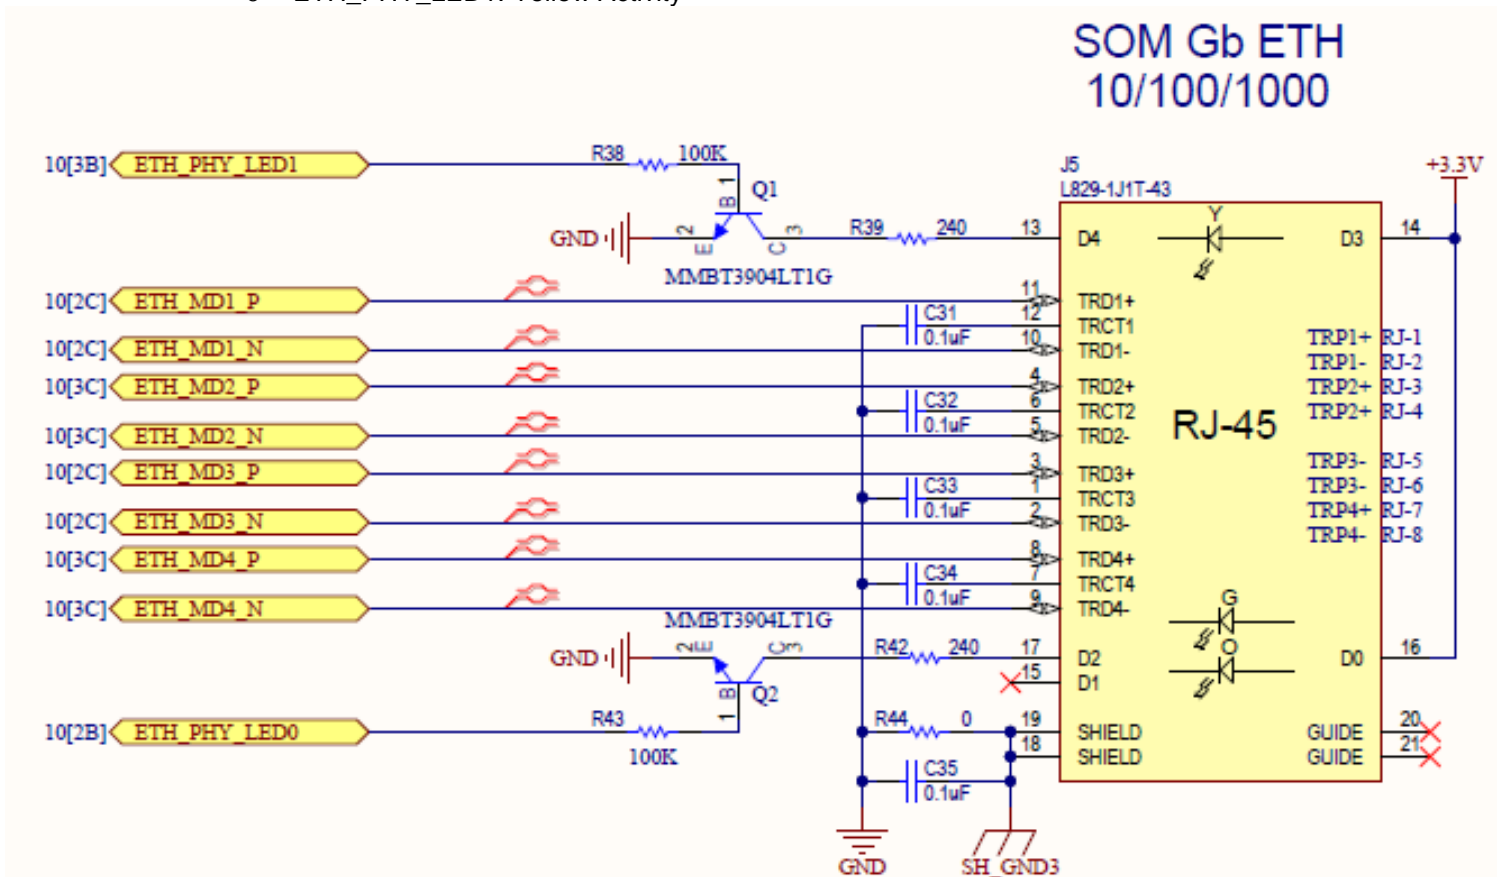 SOM Gb ETH
10/100/1000
10[3B] ETH_PHY_LED1 R38 100K J5 +3.3V
L829-1J1T-43
B 1 Q1 Y
GND 2 E C 3 R39 240 13 D4 D3 14
MMBT3904LT1G
10[2C] ETH_MD1_P 11 TRD1+
C31 12 TRCT1
0.1uF TRP1+ RJ-1
10[2C] ETH_MD1_N 10 TRD1-
TRP1- RJ-2
10[3C] ETH_MD2_P 4 TRD2+ TRP2+ RJ-3
C32 6 TRCT2 TRP2+ RJ-4
0.1uF RJ-45
10[3C] ETH_MD2_N 5 TRD2-
TRP3- RJ-5
10[2C] ETH_MD3_P 3 TRD3+
C33 1 TRCT3 TRP3- RJ-6
0.1uF TRP4+ RJ-7
10[2C] ETH_MD3_N 2 TRD3-
TRP4- RJ-8
10[3C] ETH_MD4_P 8 TRD4+
C34 7 TRCT4
0.1uF G
10[3C] ETH_MD4_N 9 TRD4-
MMBT3904LT1G
GND 2 E C 3 R42 240 17 D2 O D0 16
15 D1
B 1 Q2
10[2B] ETH_PHY_LED0 R43 R44 0 19 SHIELD GUIDE 20
100K 18 SHIELD GUIDE 21
C35
0.1uF
GND SH_GND3